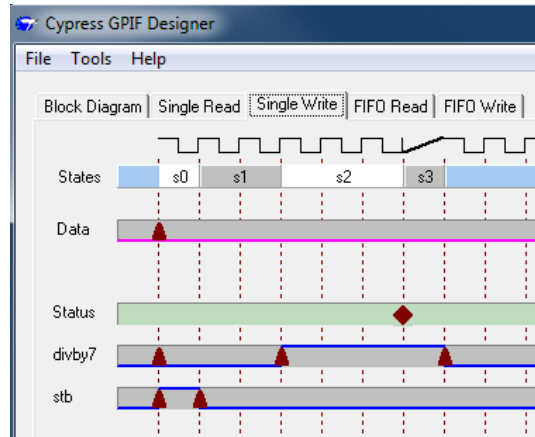 Cypress GPIF Designer
File Tools Help
Block Diagram Single Read Single Write FIFO Read FIFO Write
States s0 s1 s2 s3
Data
Status
divby7
stb